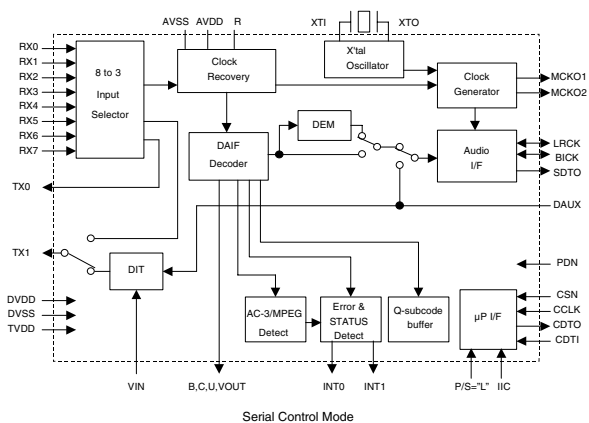 AVSS AVDD R XTI XTO
RX0
RX1
RX2
RX3
RX4
RX5
RX6
RX7
TX0
8 to 3
Input
Selector
Clock
Recovery
X'tal
Oscillator
Clock
Generator
MCKO1
MCKO2
DEM
DAIF
Decoder
Audio
I/F
LRCK
BICK
SDTO
DAUX
TX1
DIT
PDN
DVDD
DVSS
TVDD
AC-3/MPEG
Detect
Error &
STATUS
Detect
Q-subcode
buffer
µP I/F
CSN
CCLK
CDTO
CDTI
VIN B,C,U,VOUT INT0 INT1 P/S="L" IIC
Serial Control Mode